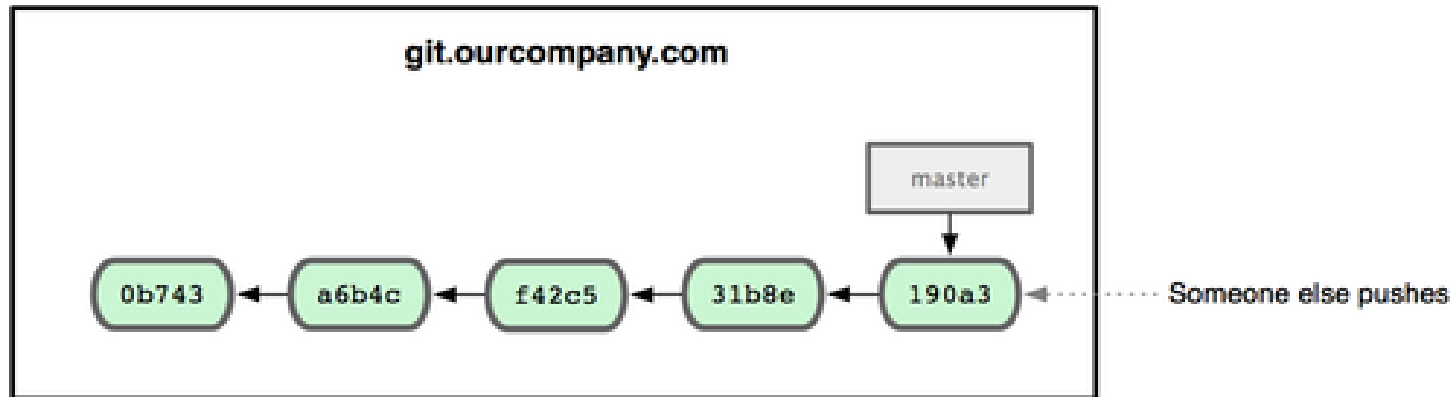 git.ourcompany.com
master
0b743
a6b4c
f42c5
31b8e
190a3
Someone else pushes